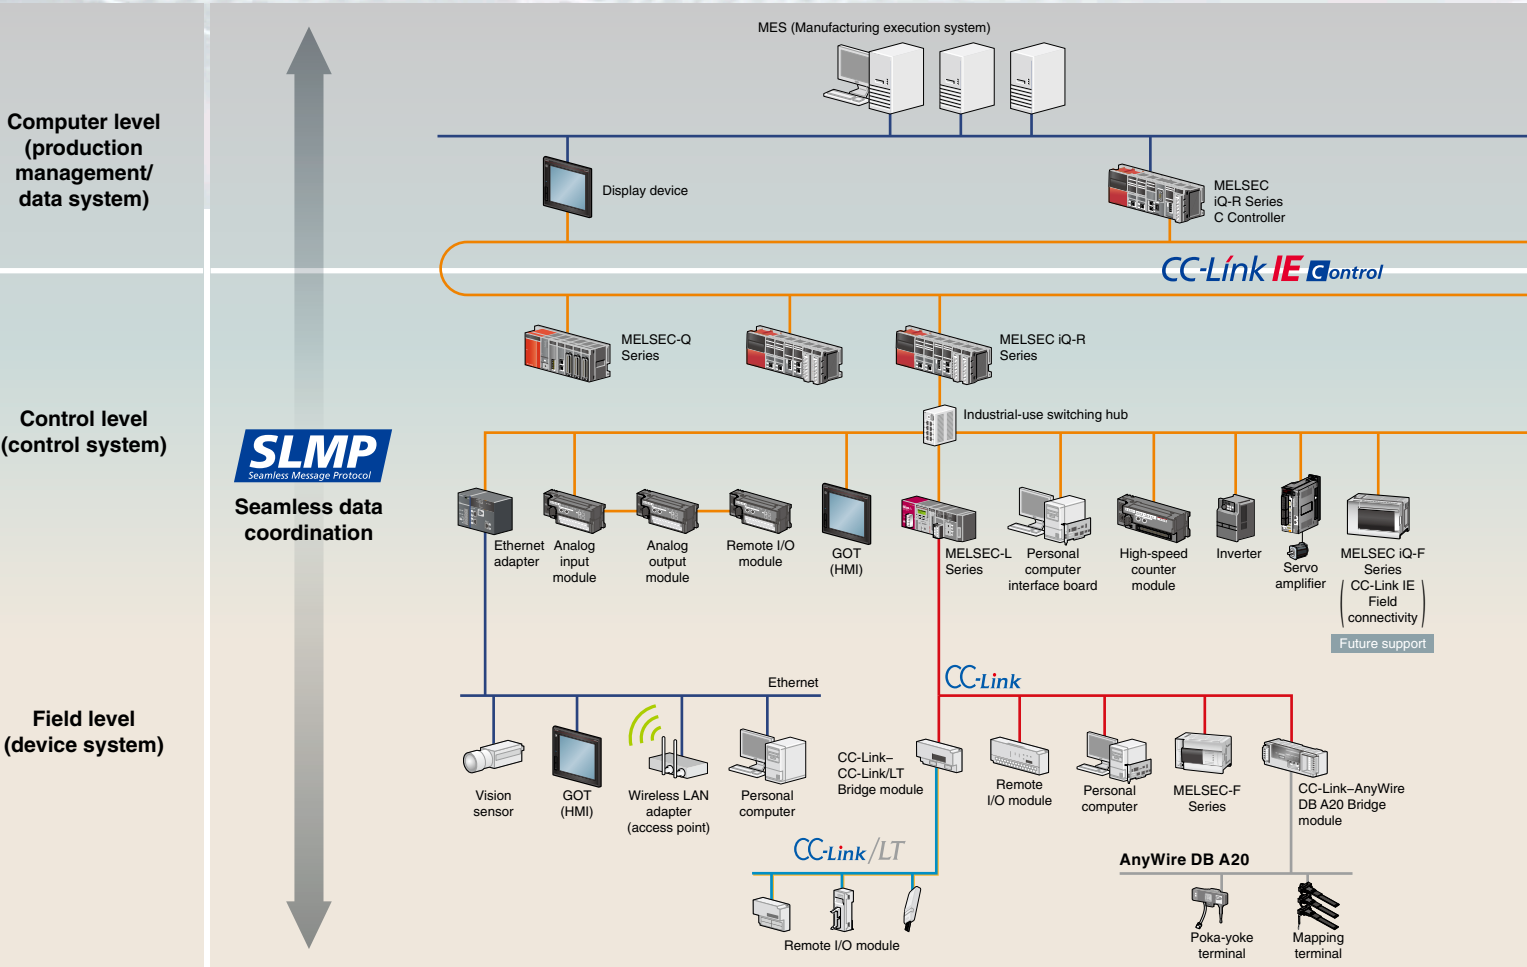 MES (Manufacturing execution system)
Computer level
(production
management/
data system)
Display device
MELSEC
iQ-R Series
C Controller
CC-Link IE Control
MELSEC-Q
Series
MELSEC iQ-R
Series
Control level
(control system)
Industrial-use switching hub
SLMP
Seamless Message Protocol
Seamless data
coordination
Ethernet
adapter
Analog
input
module
Analog
output
module
Remote I/O
module
GOT
(HMI)
MELSEC-L
Series
Personal
computer
interface board
High-speed
counter
module
Inverter
Servo
amplifier
MELSEC iQ-F
Series
(CC-Link IE
Field
connectivity)
Future support
Field level
(device system)
Ethernet
CC-Link
Vision
sensor
GOT
(HMI)
Wireless LAN
adapter
(access point)
Personal
computer
CC-Link–
CC-Link/LT
Bridge module
Remote
I/O module
Personal
computer
MELSEC-F
Series
CC-Link–AnyWire
DB A20 Bridge
module
CC-Link/LT
Remote I/O module
AnyWire DB A20
Poka-yoke
terminal
Mapping
terminal